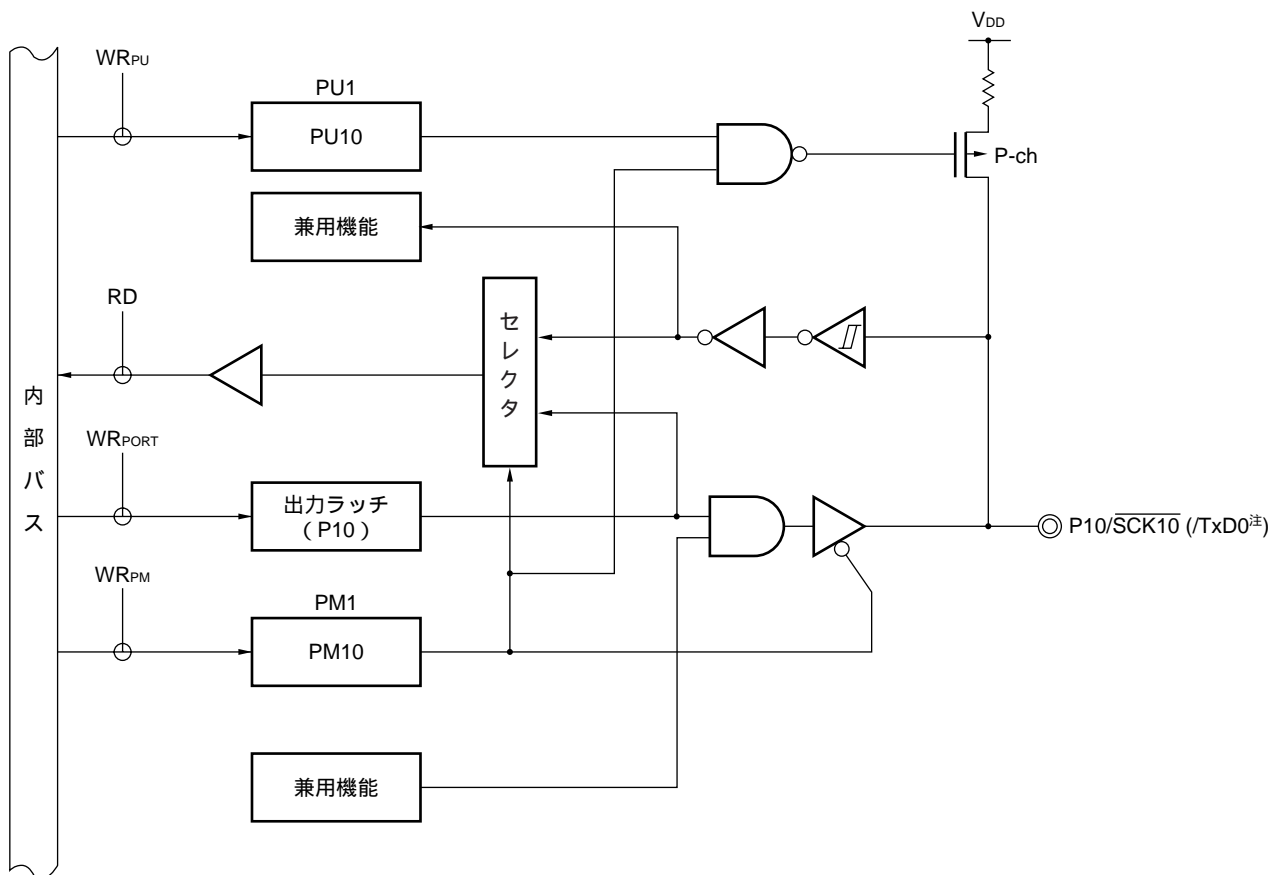 VDD
WRPU
PU1
PU10
P-ch
兼用機能
RD
セレクタ
内部バス
WRPORT
出力ラッチ
(P10)
P10/SCK10 (/TxD0注)
WRPM
PM1
PM10
兼用機能